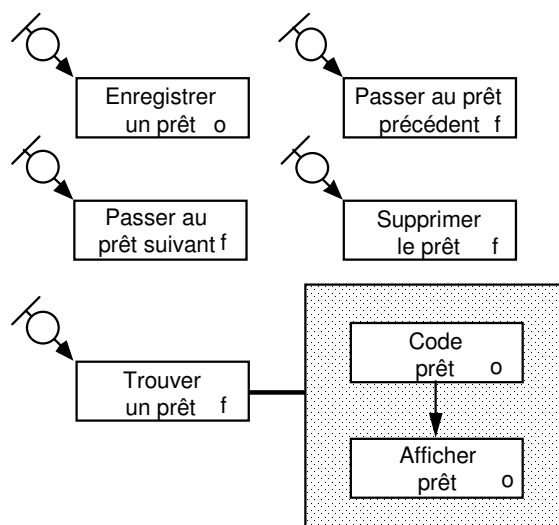 Enregistrer
un prêt o
Passer au prêt
précédent f
Passer au
prêt suivant f
Supprimer
le prêt f
Trouver
un prêt f
Code
prêt o
Afficher
prêt o